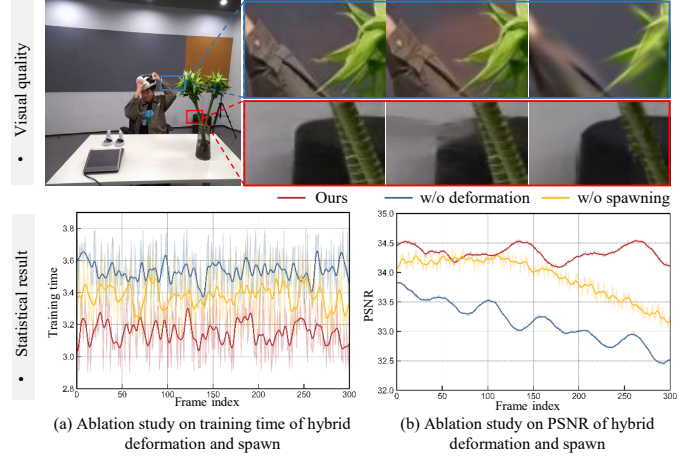 • Visual quality
Ours
w/o deformation
w/o spawning
• Statistical result
Training time
3.8
3.6
3.4
3.2
3.0
2.8
0 50 100 150 200 250 300
Frame index
PSNR
35.0
34.5
34.0
33.5
33.0
32.5
32.0
0 50 100 150 200 250 300
Frame index
(a) Ablation study on training time of hybrid
deformation and spawn
(b) Ablation study on PSNR of hybrid
deformation and spawn